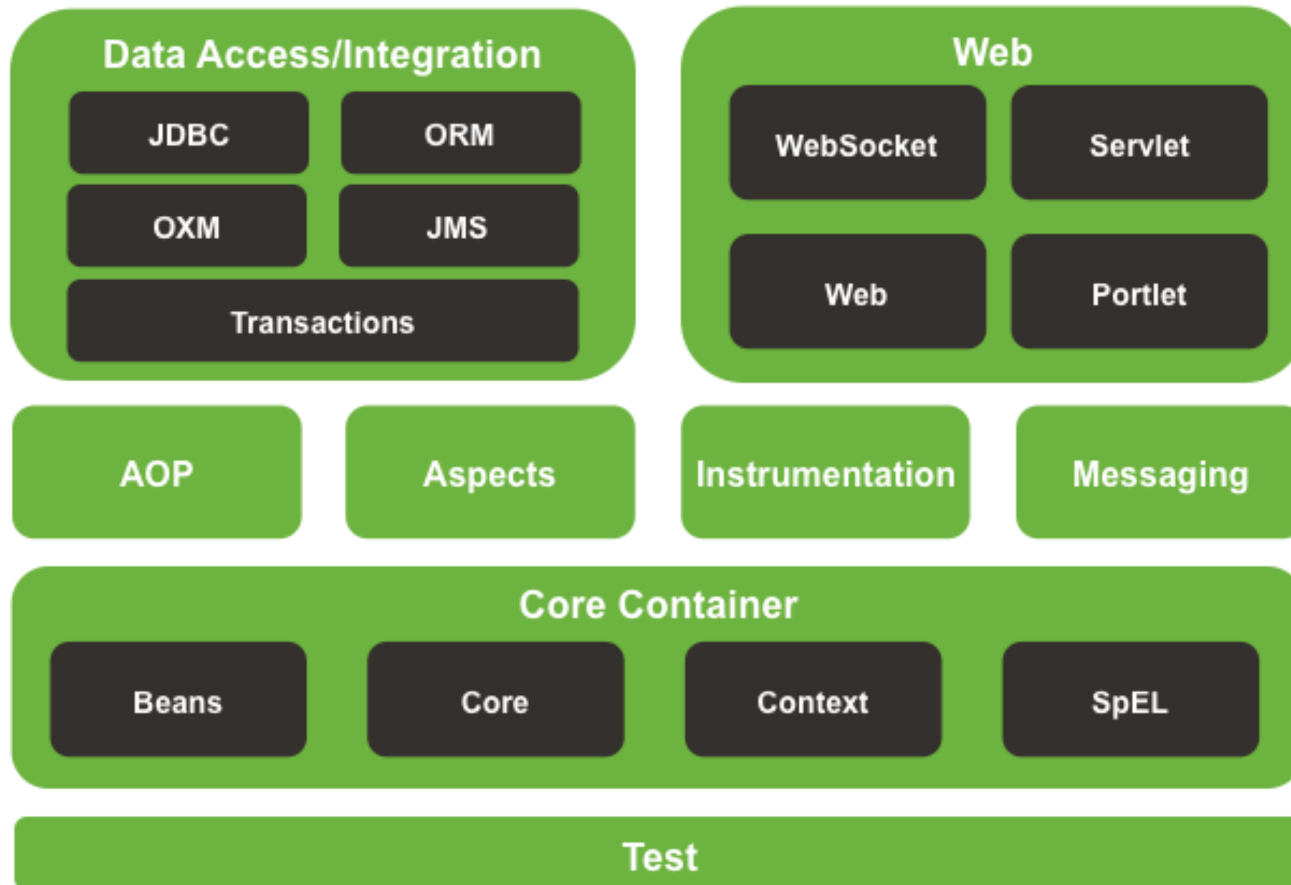 Data Access/Integration
JDBC
ORM
OXM
JMS
Transactions
Web
WebSocket
Servlet
Web
Portlet
AOP
Aspects
Instrumentation
Messaging
Core Container
Beans
Core
Context
SpEL
Test